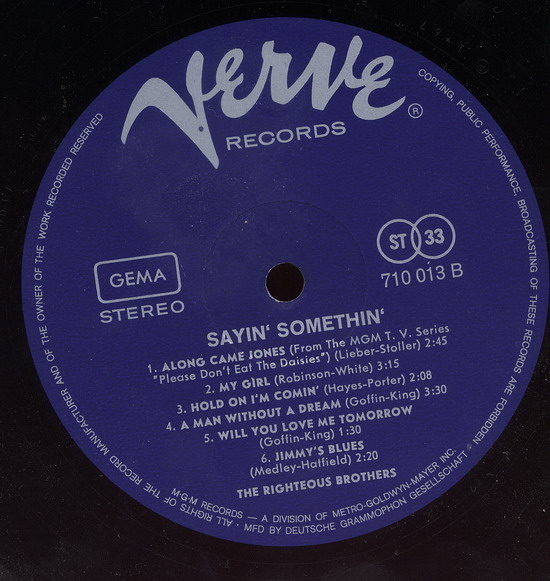 Verve
RECORDS
®
GEMA
STEREO
ST 33
710 013 B
SAYIN' SOMETHIN'
1. ALONG CAME JONES (From The MGM T. V. Series
"Please Don't Eat The Daisies") (Lieber-Stoller) 2:45
2. MY GIRL (Robinson-White) 3:15
3. HOLD ON I'M COMIN' (Hayes-Porter) 2:08
4. A MAN WITHOUT A DREAM (Goffin-King) 3:30
5. WILL YOU LOVE ME TOMORROW
(Goffin-King) 1:30
6. JIMMY'S BLUES
(Medley-Hatfield) 2:20
THE RIGHTEOUS BROTHERS
M-G-M RECORDS — A DIVISION OF METRO-GOLDWYN-MAYER INC.
MFD BY DEUTSCHE GRAMMOPHON GESELLSCHAFT
· ALL RIGHTS OF THE RECORD MANUFACTURER AND OF THE OWNER OF THE WORK RECORDED RESERVED
COPYING, PUBLIC PERFORMANCE, BROADCASTING OF THESE RECORDS ARE FORBIDDEN